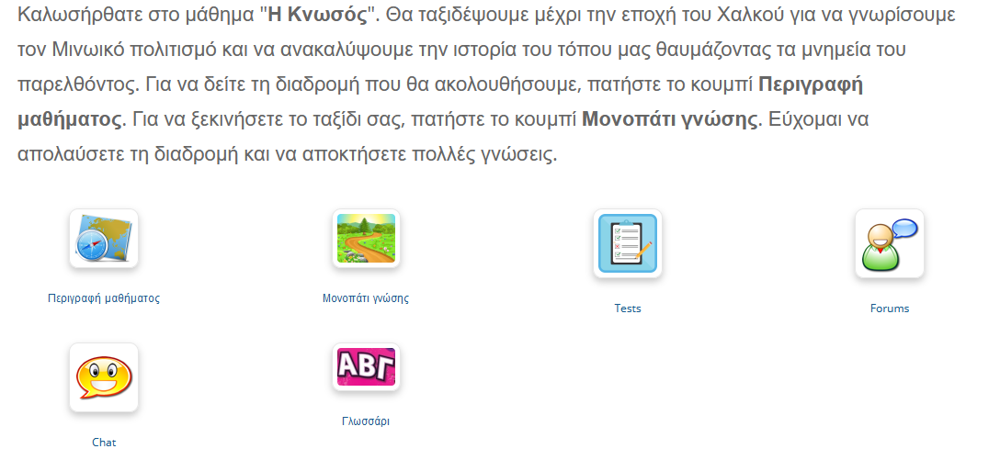 Καλωσήρθατε στο μάθημα "Η Κνωσός". Θα ταξιδέψουμε μέχρι την εποχή του Χαλκού για να γνωρίσουμε
τον Μινωικό πολιτισμό και να ανακαλύψουμε την ιστορία του τόπου μας θαυμάζοντας τα μνημεία του
παρελθόντος. Για να δείτε τη διαδρομή που θα ακολουθήσουμε, πατήστε το κουμπί Περιγραφή
μαθήματος. Για να ξεκινήσετε το ταξίδι σας, πατήστε το κουμπί Μονοπάτι γνώσης. Εύχομαι να
απολαύσετε τη διαδρομή και να αποκτήσετε πολλές γνώσεις.
Περιγραφή μαθήματος
Μονοπάτι γνώσης
Tests
Forums
Chat
ΑΒΓ
Γλωσσάρι